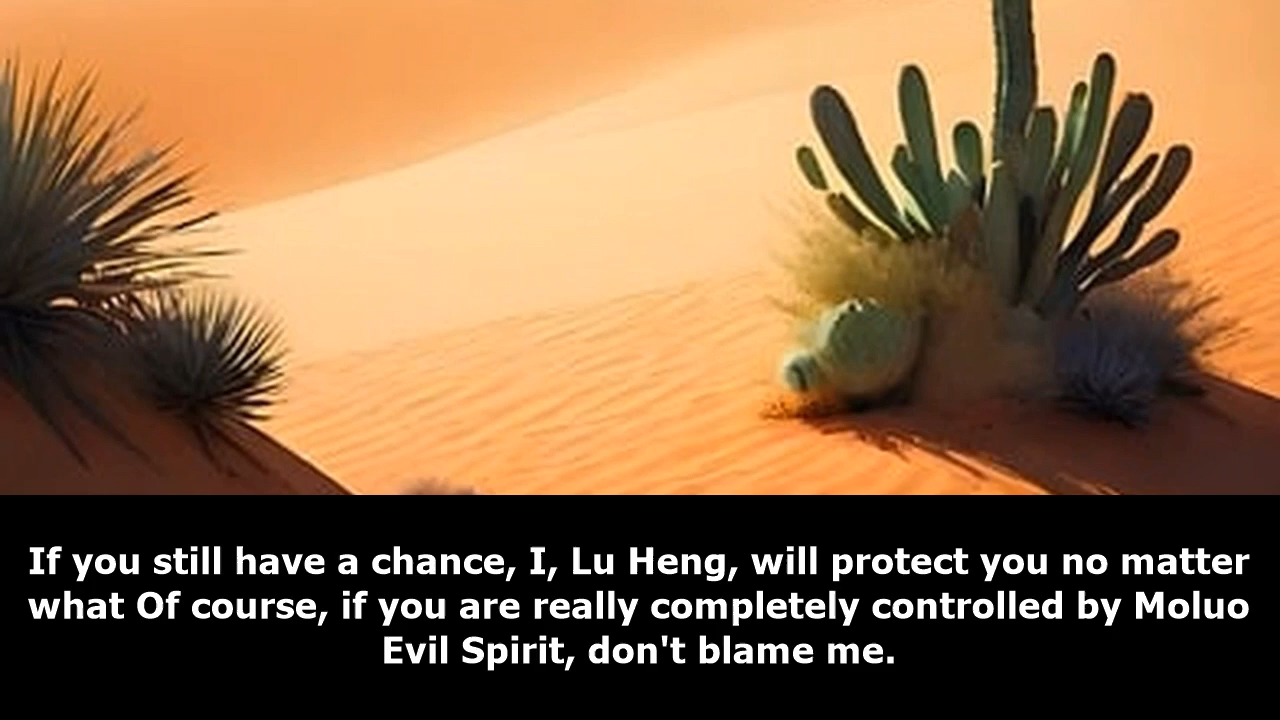 If you still have a chance, I, Lu Heng, will protect you no matter
what Of course, if you are really completely controlled by Moluo
Evil Spirit, don't blame me.